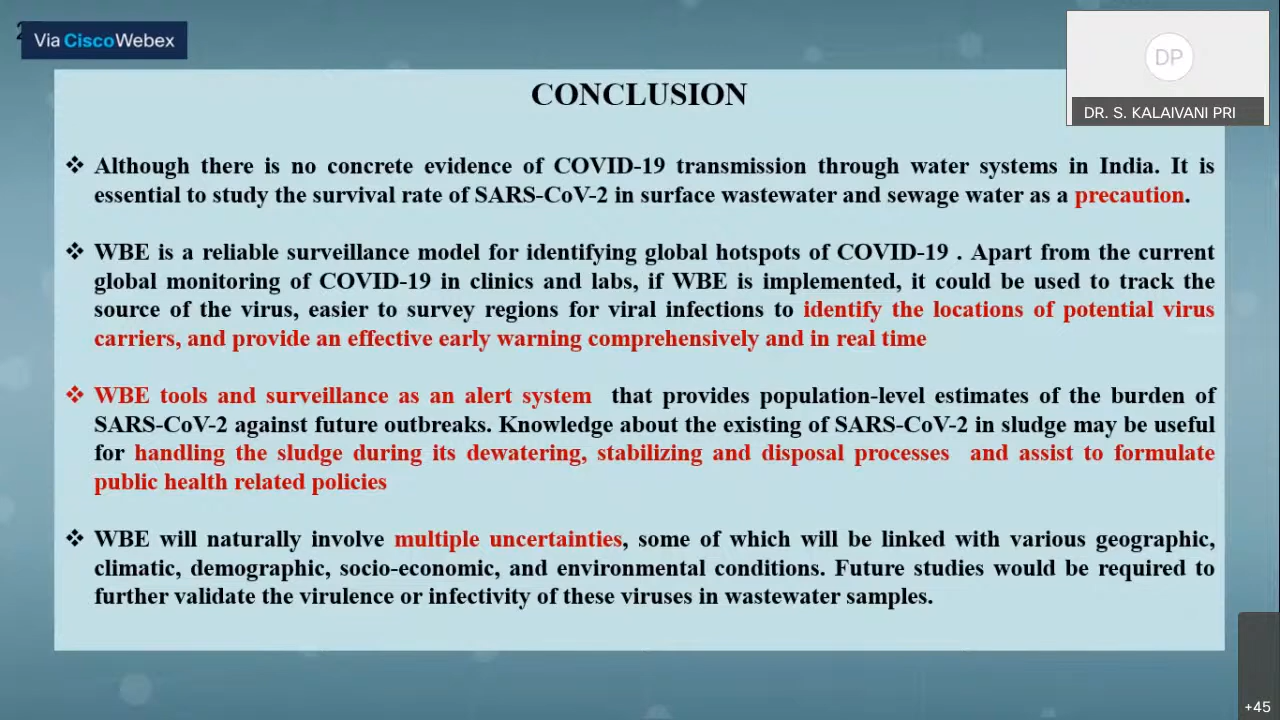 Via CiscoWebex
DP
DR. S. KALAIVANI PRI
CONCLUSION
❖ Although there is no concrete evidence of COVID-19 transmission through water systems in India. It is
essential to study the survival rate of SARS-CoV-2 in surface wastewater and sewage water as a precaution.
❖ WBE is a reliable surveillance model for identifying global hotspots of COVID-19 . Apart from the current
global monitoring of COVID-19 in clinics and labs, if WBE is implemented, it could be used to track the
source of the virus, easier to survey regions for viral infections to identify the locations of potential virus
carriers, and provide an effective early warning comprehensively and in real time
❖ WBE tools and surveillance as an alert system that provides population-level estimates of the burden of
SARS-CoV-2 against future outbreaks. Knowledge about the existing of SARS-CoV-2 in sludge may be useful
for handling the sludge during its dewatering, stabilizing and disposal processes and assist to formulate
public health related policies
❖ WBE will naturally involve multiple uncertainties, some of which will be linked with various geographic,
climatic, demographic, socio-economic, and environmental conditions. Future studies would be required to
further validate the virulence or infectivity of these viruses in wastewater samples.
+45